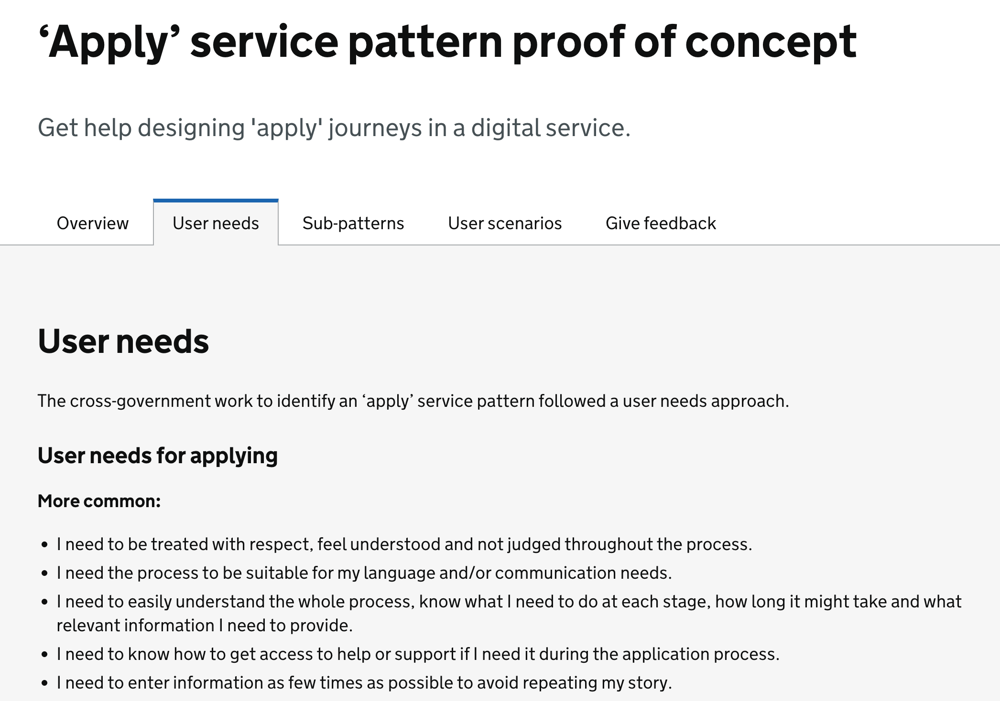 ‘Apply’ service pattern proof of concept
Get help designing 'apply' journeys in a digital service.
Overview
User needs
Sub-patterns
User scenarios
Give feedback
User needs
The cross-government work to identify an ‘apply’ service pattern followed a user needs approach.
User needs for applying
More common:
• I need to be treated with respect, feel understood and not judged throughout the process.
• I need the process to be suitable for my language and/or communication needs.
• I need to easily understand the whole process, know what I need to do at each stage, how long it might take and what
relevant information I need to provide.
• I need to know how to get access to help or support if I need it during the application process.
• I need to enter information as few times as possible to avoid repeating my story.